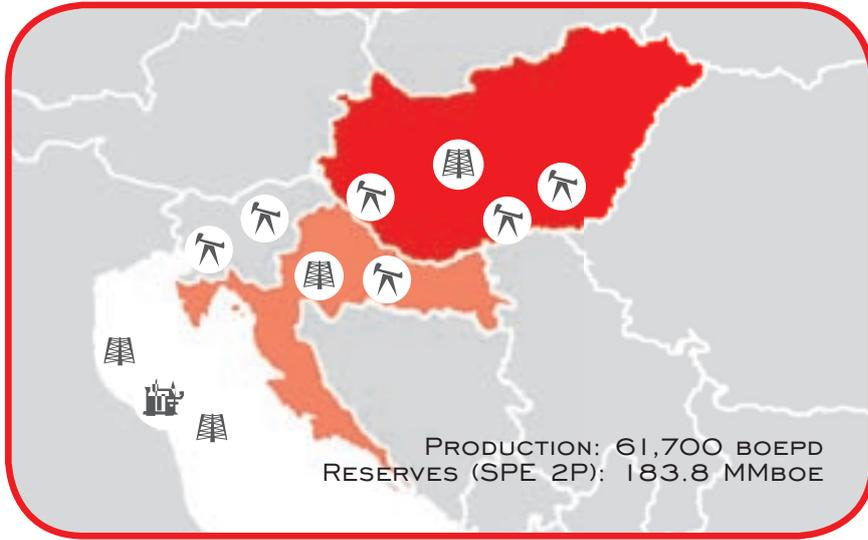 PRODUCTION: 61,700 BOEPD
RESERVES (SPE 2P): 183.8 MMBOE